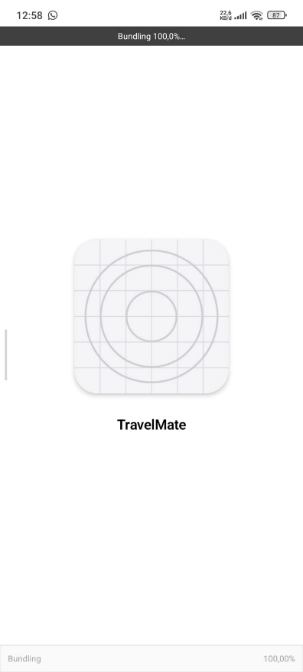 12:58
22,6
KB/d
87
Bundling 100,0%...
TravelMate
Bundling
100,00%